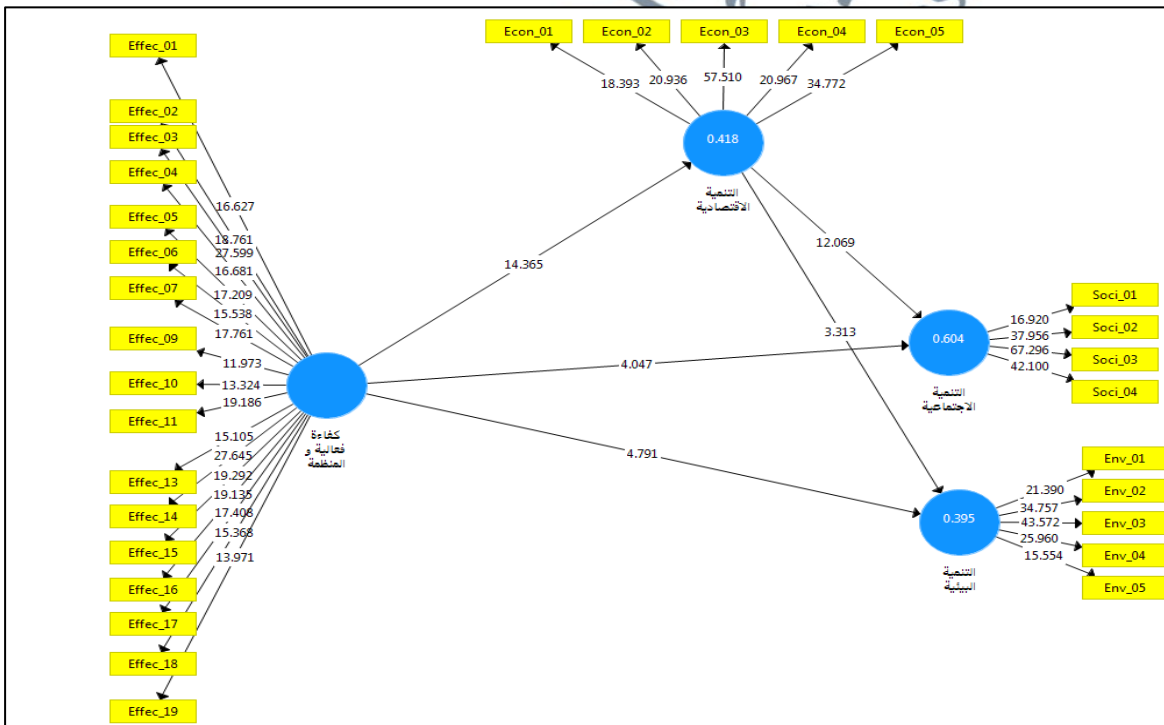 Effec_01
Effec_02
Effec_03
Effec_04
Effec_05
Effec_06
Effec_07
Effec_09
Effec_10
Effec_11
Effec_13
Effec_14
Effec_15
Effec_16
Effec_17
Effec_18
Effec_19
16.627
18.761
27.599
16.681
17.209
15.538
17.761
11.973
13.324
19.186
15.105
27.645
19.292
19.135
17.408
15.368
13.971
كفاءة
فعالية و
المنظمة
Econ_01 Econ_02 Econ_03 Econ_04 Econ_05
18.393 20.936 57.510 20.967 34.772
0.418
التنمية
الاقتصادية
14.365
12.069
3.313
4.047
4.791
0.604
التنمية
الاجتماعية
16.920
37.956
67.296
42.100
Soci_01
Soci_02
Soci_03
Soci_04
0.395
التنمية
البيئية
21.390
34.757
43.572
25.960
15.554
Env_01
Env_02
Env_03
Env_04
Env_05